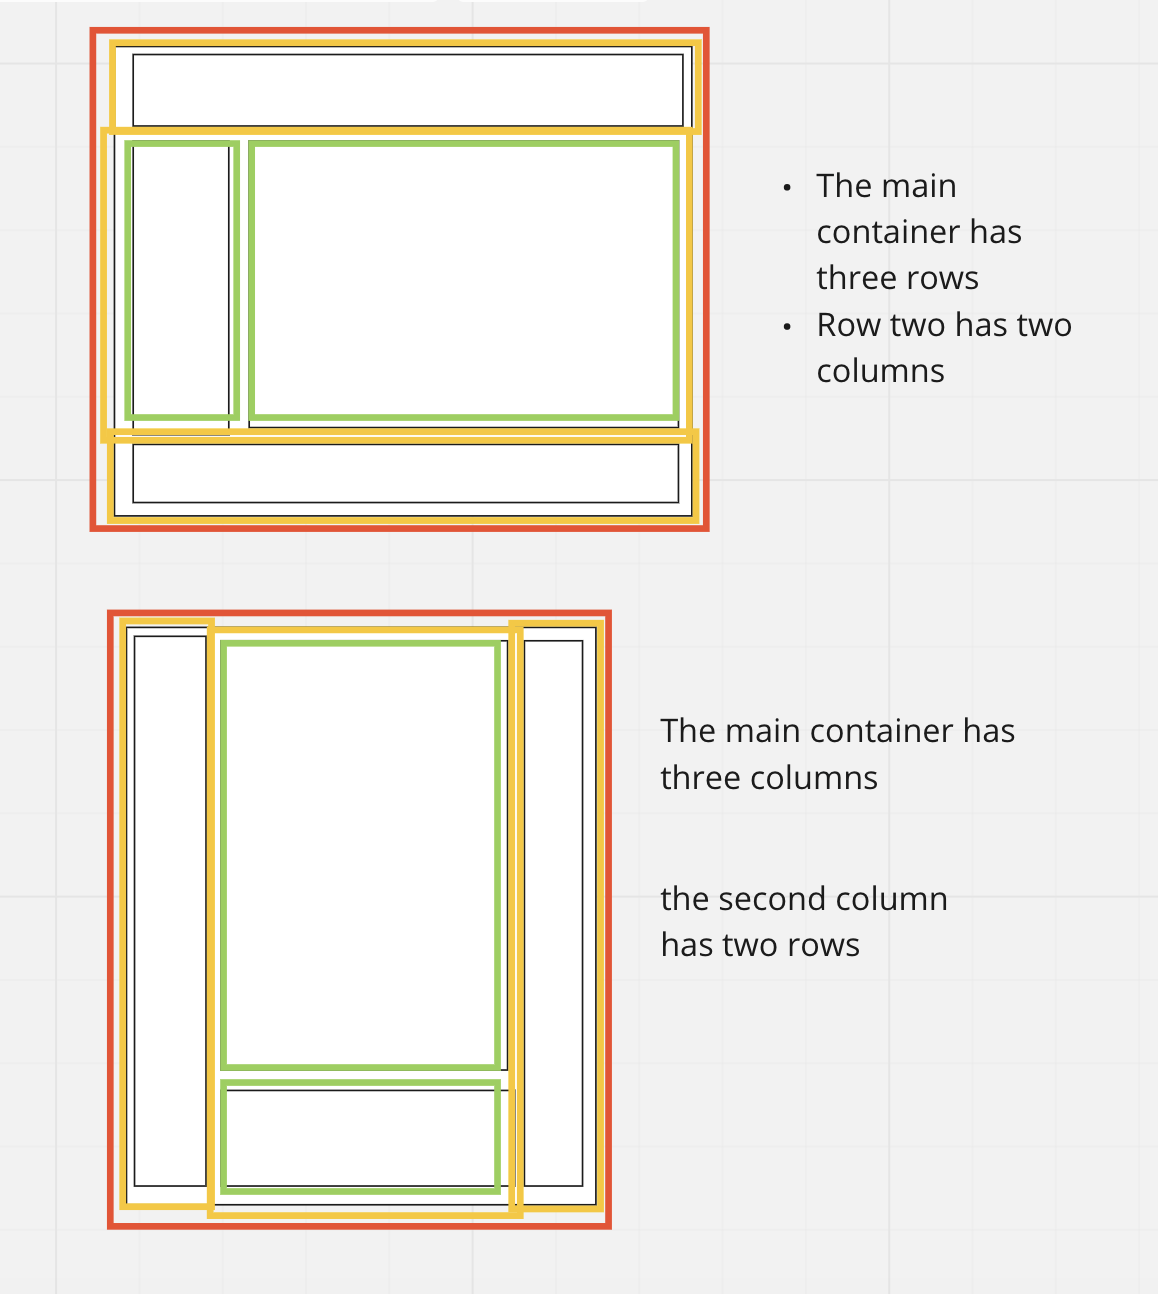 • The main
container has
three rows
• Row two has two
columns
The main container has
three columns
the second column
has two rows